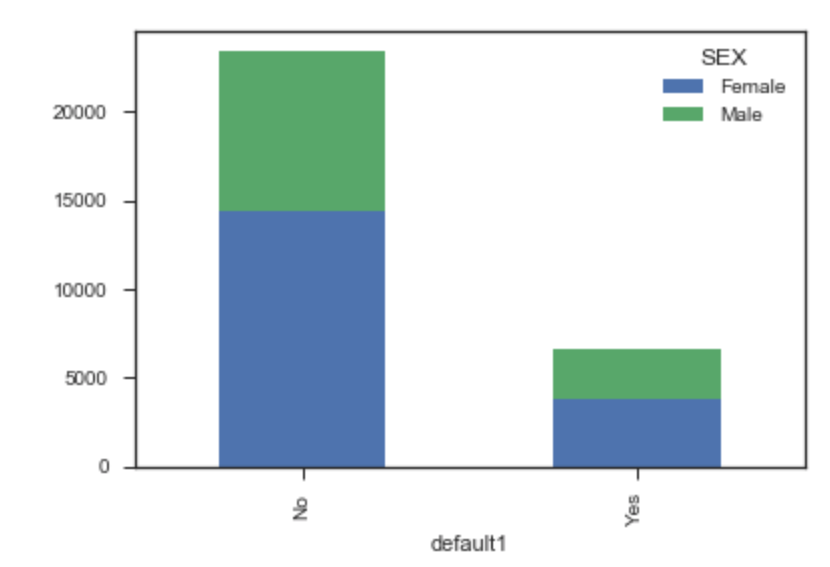 SEX
Female
Male
20000
15000
10000
5000
0
No
Yes
default1